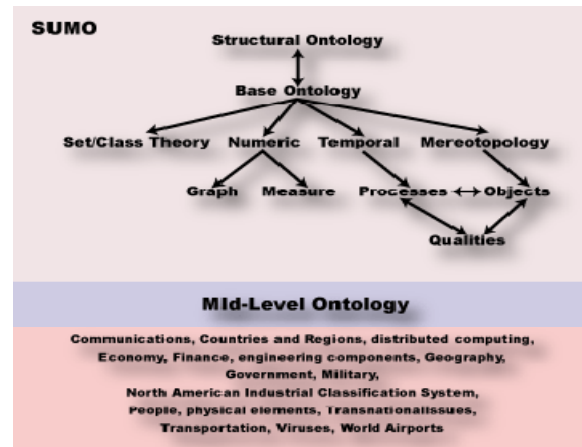 SUMO
Structural Ontology
Base Ontology
Set/Class Theory Numeric Temporal Mereotopology
Graph Measure Processes Objects
Qualities
Mid-Level Ontology
Communications, Countries and Regions, distributed computing,
Economy, Finance, engineering components, Geography,
Government, Military,
North American Industrial Classification System,
People, physical elements, TransnationalIssues,
Transportation, Viruses, World Airports